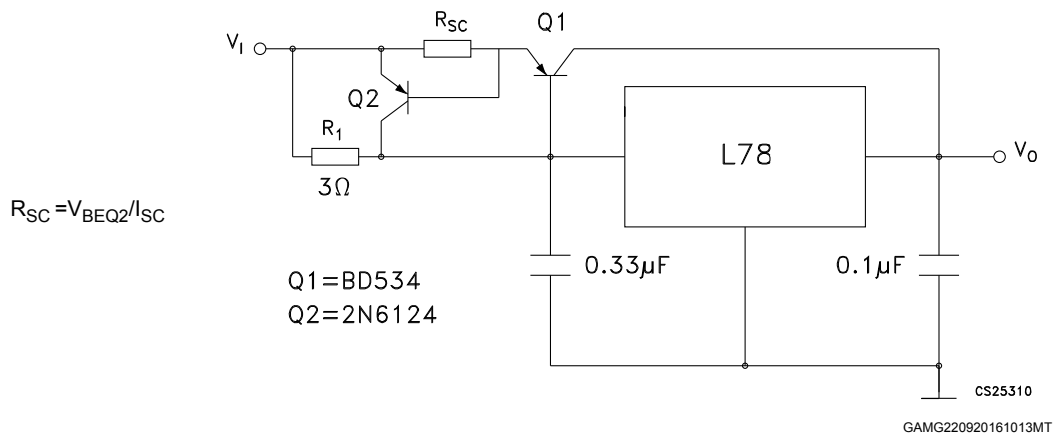 R_SC
Q1
V_I
Q2
R_1
L78
V_O
3Ω
R_SC=V_BEQ2/I_SC
0.33μF
0.1μF
Q1=BD534
Q2=2N6124
CS25310
GAMG220920161013MT